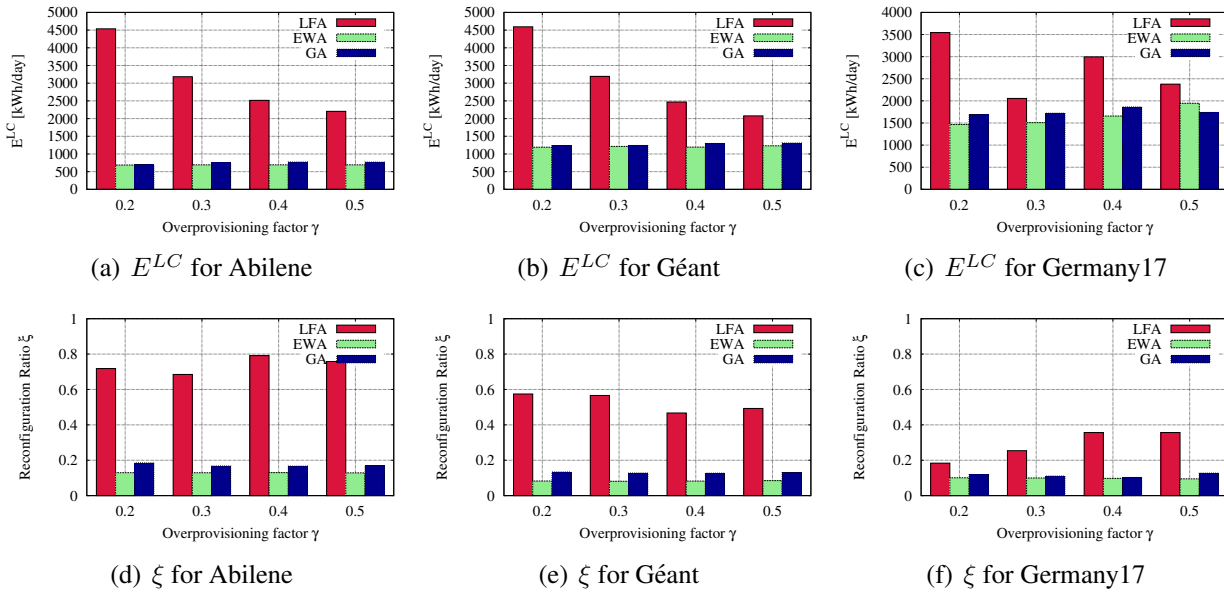 5000
4500
4000
3500
3000
2500
2000
1500
1000
500
0
E^LC [kWh/day]
LFA
EWA
GA
0.2 0.3 0.4 0.5
Overprovisioning factor γ
(a) E^LC for Abilene
5000
4500
4000
3500
3000
2500
2000
1500
1000
500
0
E^LC [kWh/day]
LFA
EWA
GA
0.2 0.3 0.4 0.5
Overprovisioning factor γ
(b) E^LC for Géant
4000
3500
3000
2500
2000
1500
1000
500
0
E^LC [kWh/day]
LFA
EWA
GA
0.2 0.3 0.4 0.5
Overprovisioning factor γ
(c) E^LC for Germany17
1
0.8
0.6
0.4
0.2
0
Reconfiguration Ratio ξ
LFA
EWA
GA
0.2 0.3 0.4 0.5
Overprovisioning factor γ
(d) ξ for Abilene
1
0.8
0.6
0.4
0.2
0
Reconfiguration Ratio ξ
LFA
EWA
GA
0.2 0.3 0.4 0.5
Overprovisioning factor γ
(e) ξ for Géant
1
0.8
0.6
0.4
0.2
0
Reconfiguration Ratio ξ
LFA
EWA
GA
0.2 0.3 0.4 0.5
Overprovisioning factor γ
(f) ξ for Germany17